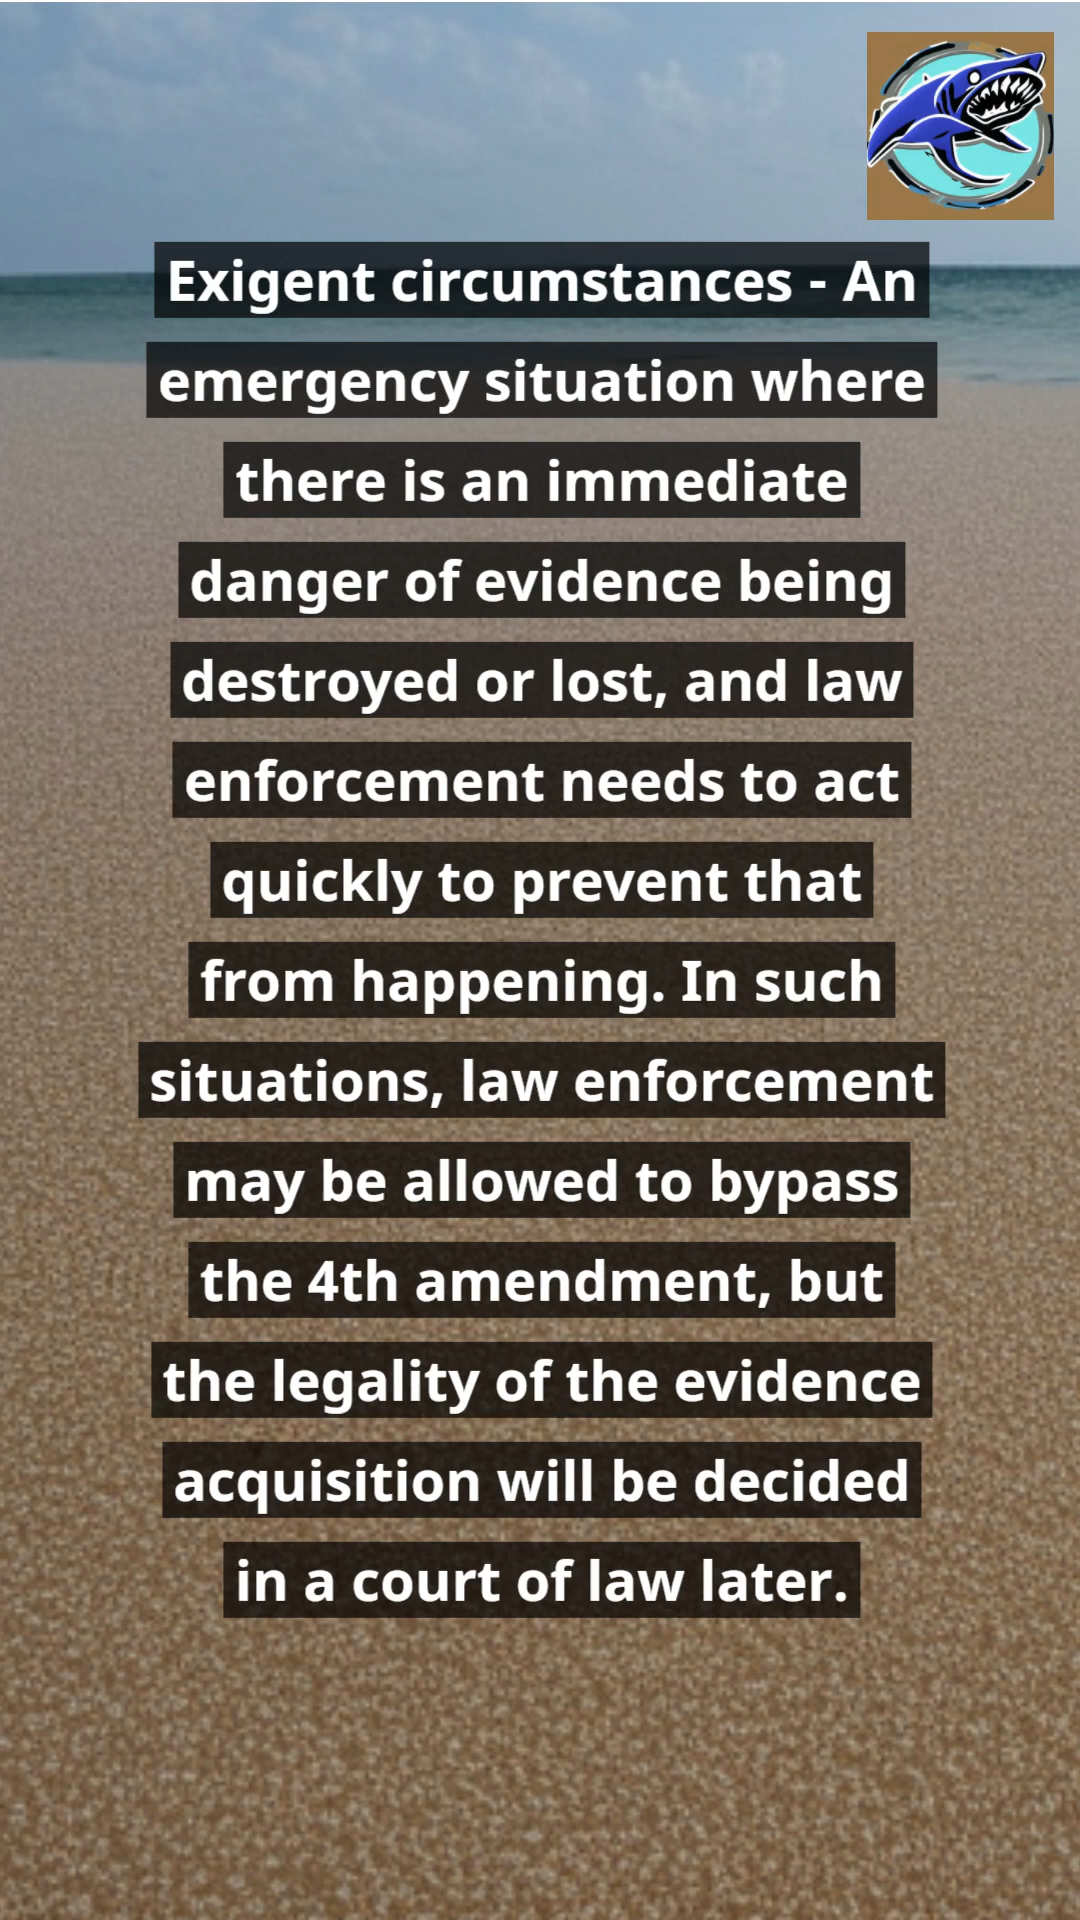 Exigent circumstances - An
emergency situation where
there is an immediate
danger of evidence being
destroyed or lost, and law
enforcement needs to act
quickly to prevent that
from happening. In such
situations, law enforcement
may be allowed to bypass
the 4th amendment, but
the legality of the evidence
acquisition will be decided
in a court of law later.